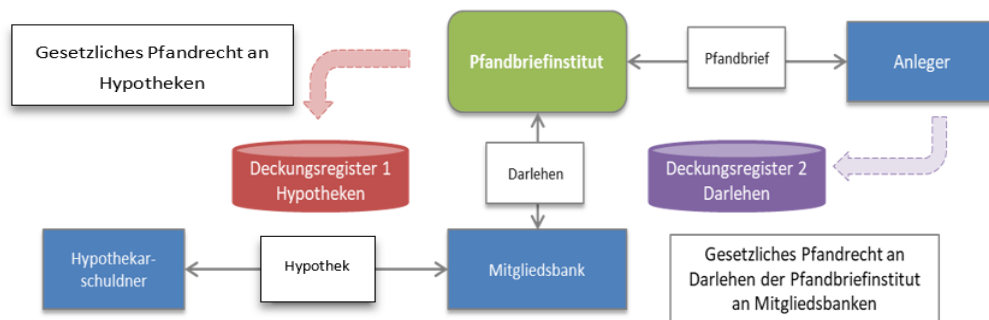 Gesetzliches Pfandrecht an
Hypotheken
Pfandbriefinstitut
Pfandbrief
Anleger
Deckungsregister 1
Hypotheken
Darlehen
Deckungsregister 2
Darlehen
Hypothekar-
schuldner
Hypothek
Mitgliedsbank
Gesetzliches Pfandrecht an
Darlehen der Pfandbriefinstitut
an Mitgliedsbanken